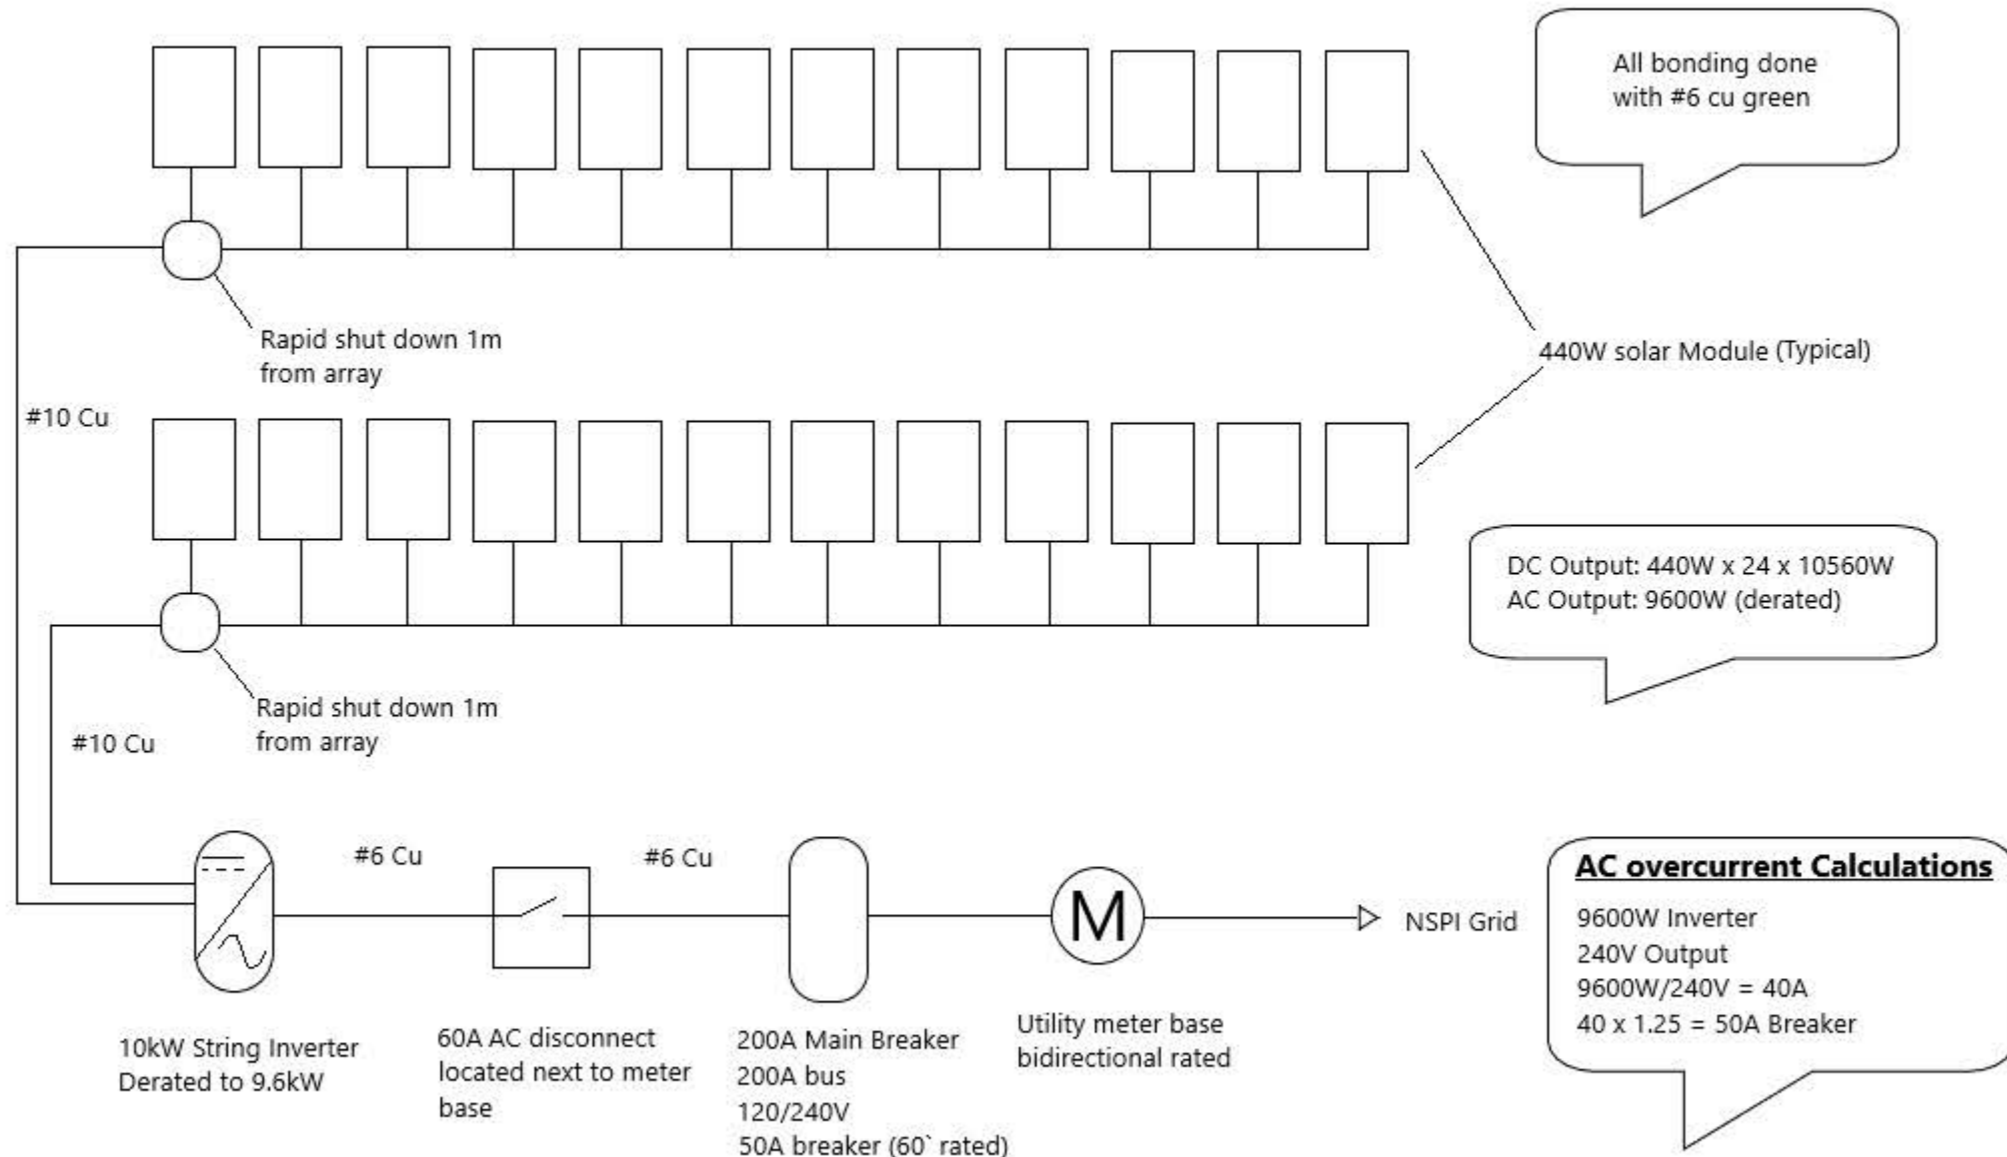 All bonding done
with #6 cu green
Rapid shut down 1m
from array
440W solar Module (Typical)
#10 Cu
DC Output: 440W x 24 x 10560W
AC Output: 9600W (derated)
Rapid shut down 1m
from array
#10 Cu
#6 Cu
#6 Cu
M
NSPI Grid
AC overcurrent Calculations
9600W Inverter
240V Output
9600W/240V = 40A
40 x 1.25 = 50A Breaker
10kW String Inverter
Derated to 9.6kW
60A AC disconnect
located next to meter
base
200A Main Breaker
200A bus
120/240V
50A breaker (60` rated)
Utility meter base
bidirectional rated